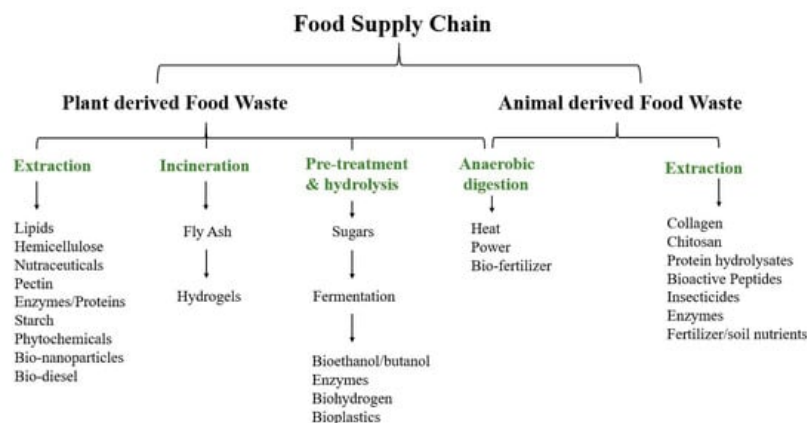 Food Supply Chain
Plant derived Food Waste
Animal derived Food Waste
Extraction
Lipids
Hemicellulose
Nutraceuticals
Pectin
Enzymes/Proteins
Starch
Phytochemicals
Bio-nanoparticles
Bio-diesel
Incineration
Fly Ash
Hydrogels
Pre-treatment
& hydrolysis
Sugars
Fermentation
Bioethanol/butanol
Enzymes
Biohydrogen
Bioplastics
Anaerobic
digestion
Heat
Power
Bio-fertilizer
Extraction
Collagen
Chitosan
Protein hydrolysates
Bioactive Peptides
Insecticides
Enzymes
Fertilizer/soil nutrients